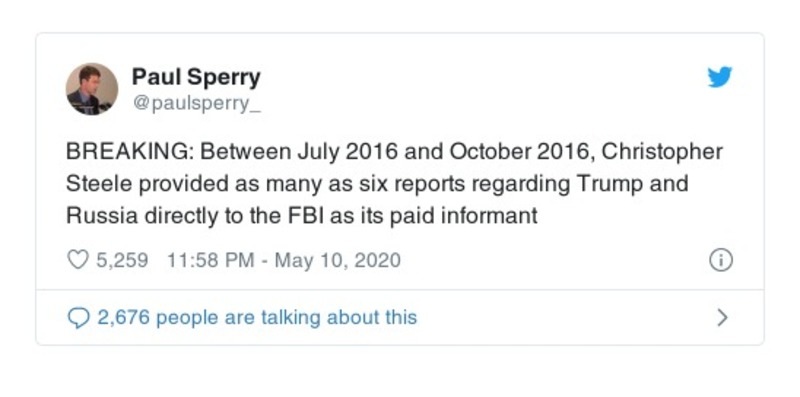 Paul Sperry
@paulsperry_
BREAKING: Between July 2016 and October 2016, Christopher
Steele provided as many as six reports regarding Trump and
Russia directly to the FBI as its paid informant
5,259 11:58 PM - May 10, 2020
2,676 people are talking about this